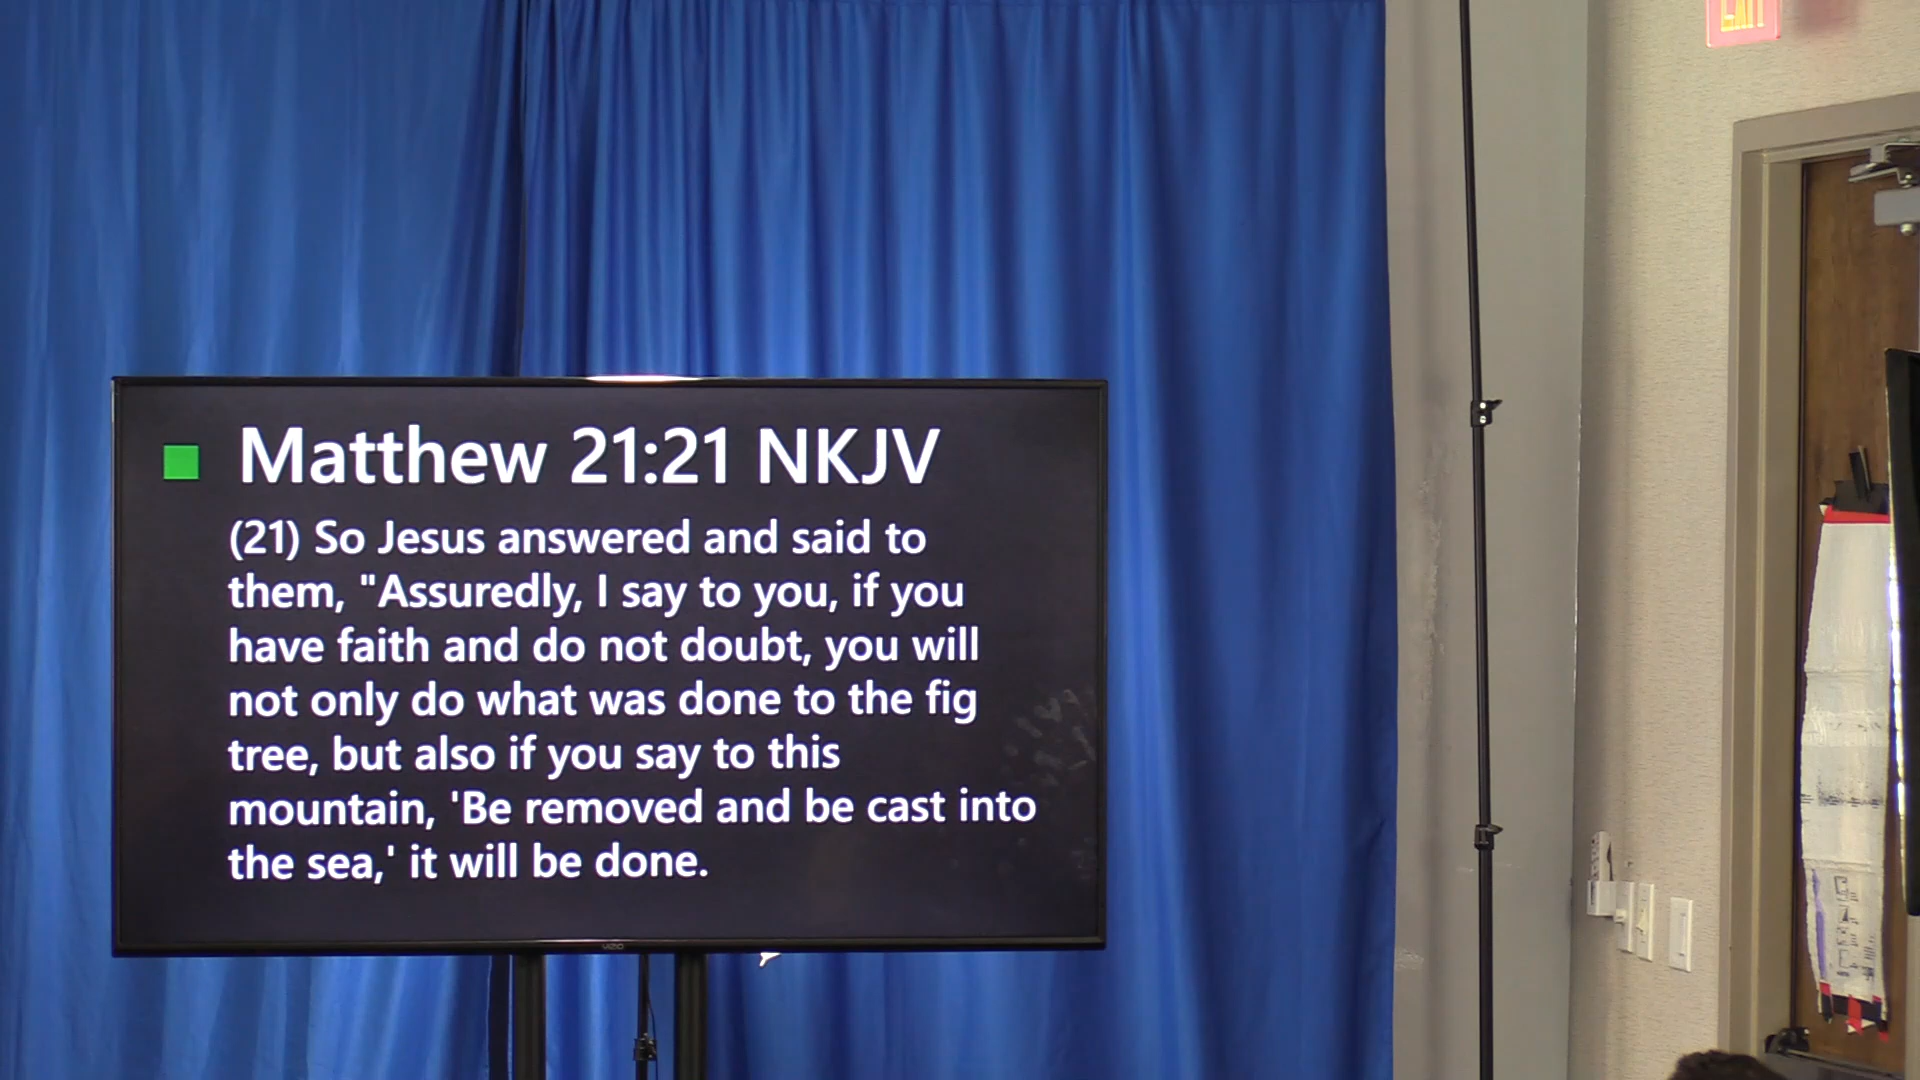 EXIT
Matthew 21:21 NKJV
(21) So Jesus answered and said to
them, "Assuredly, I say to you, if you
have faith and do not doubt, you will
not only do what was done to the fig
tree, but also if you say to this
mountain, 'Be removed and be cast into
the sea,' it will be done.
VIZIO